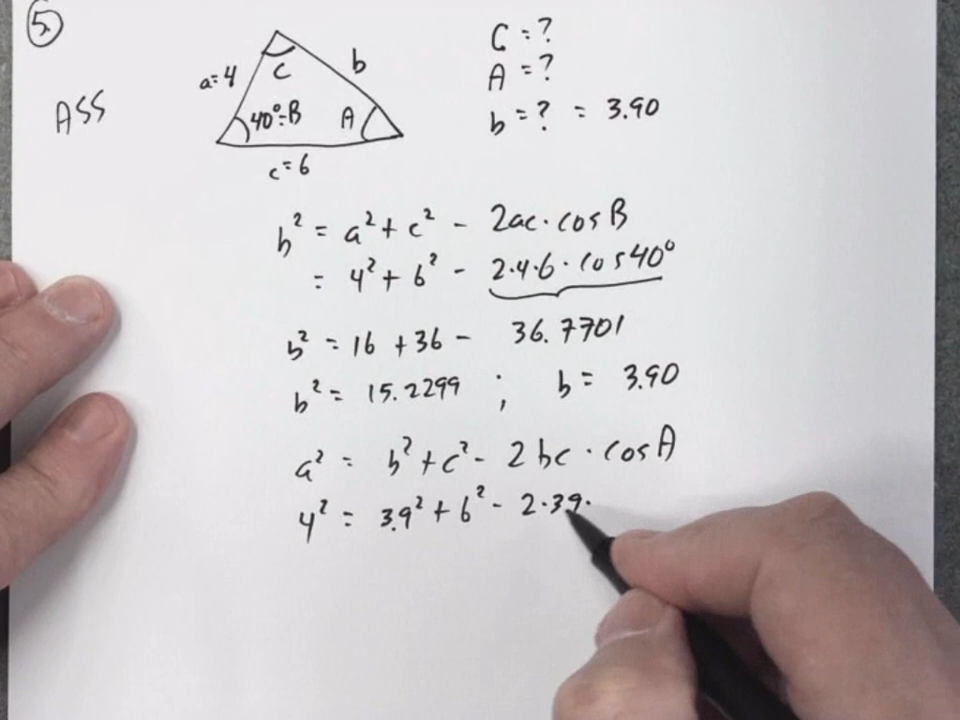 5.
C = ?
A = ?
b = ? = 3.90
ASS
a=4
C
b
40°=B
A
c=6
b² = a² + c² - 2ac · cos B
= 4² + 6² - 2·4·6 · cos 40°
b² = 16 + 36 - 36.7701
b² = 15.2299 ; b = 3.90
a² = b² + c² - 2bc · cos A
4² = 3.9² + 6² - 2·39·